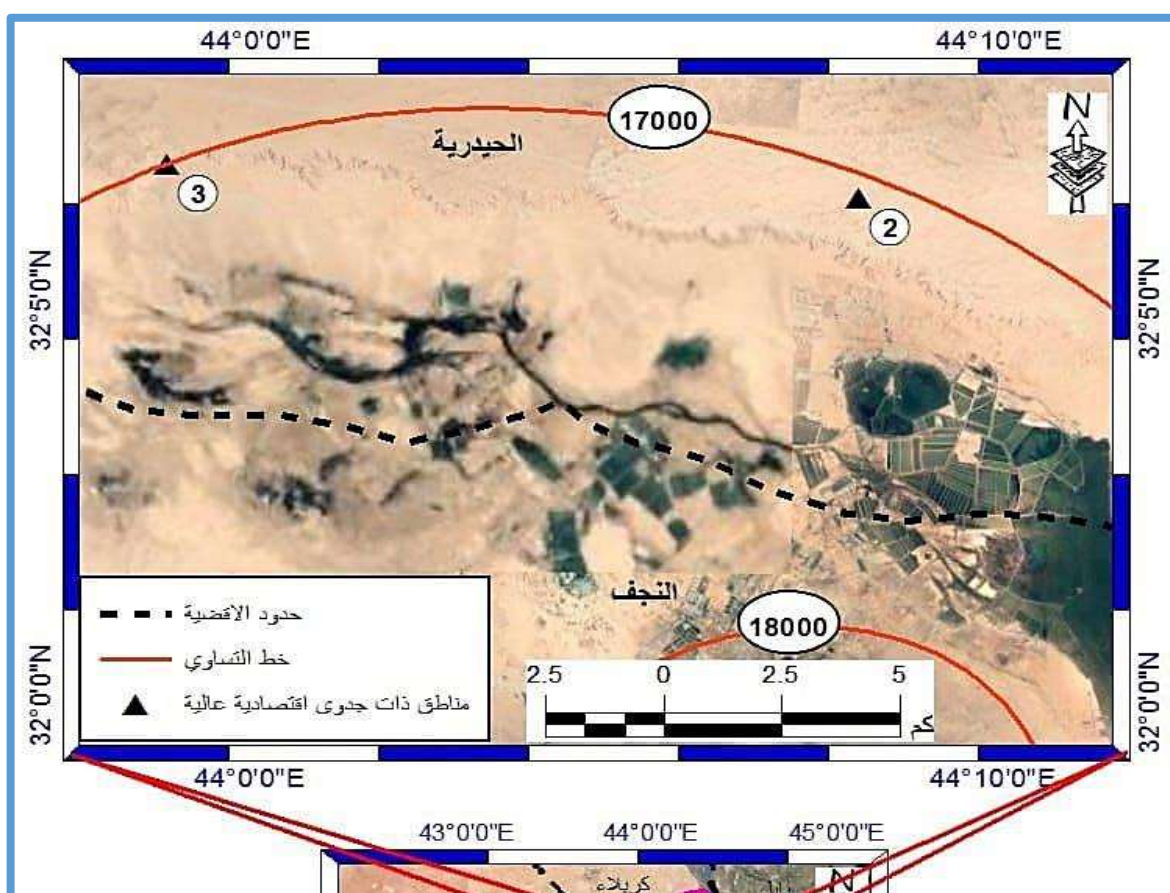 44°0'0"E 44°10'0"E
17000
الحيدرية
N
3
2
32°5'0"N 32°5'0"N
النجف
18000
حدود الاقضية
خط التساوي
مناطق ذات جدوى اقتصادية عالية
2.5 0 2.5 5
كم
32°0'0"N 32°0'0"N
44°0'0"E 44°10'0"E
43°0'0"E 44°0'0"E 45°0'0"E
كربلاء
N